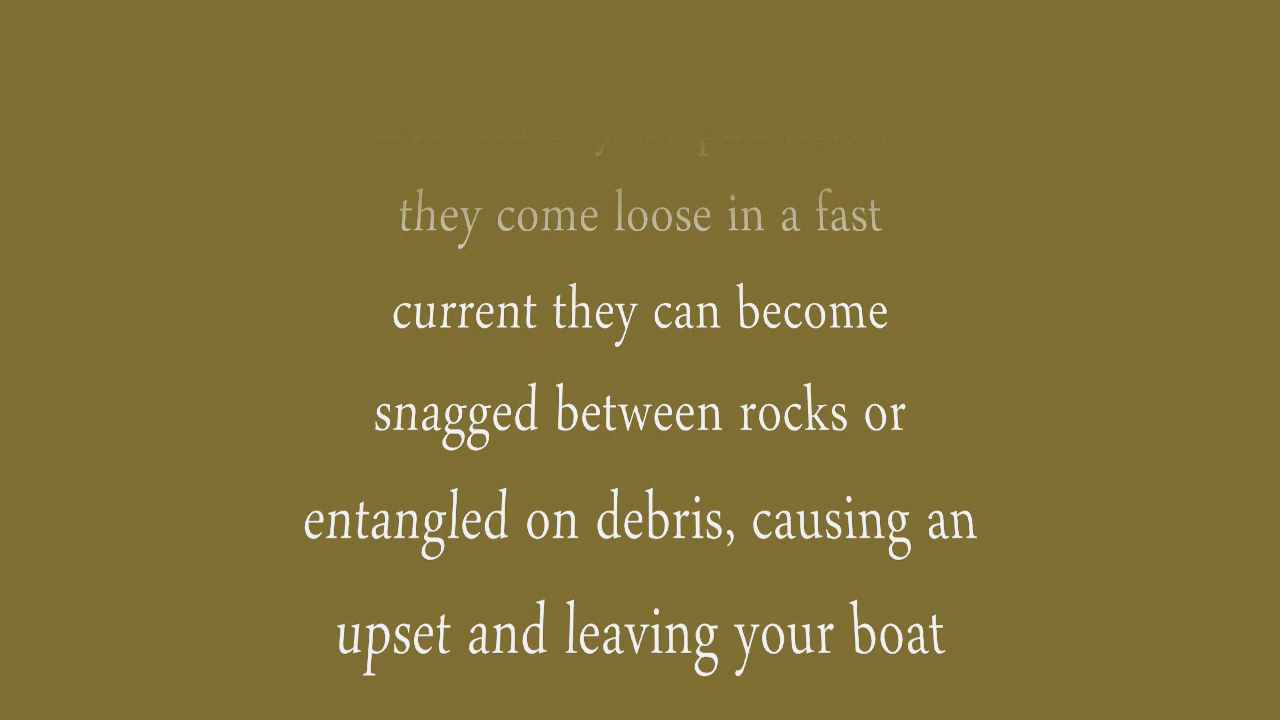 they come loose in a fast
current they can become
snagged between rocks or
entangled on debris, causing an
upset and leaving your boat